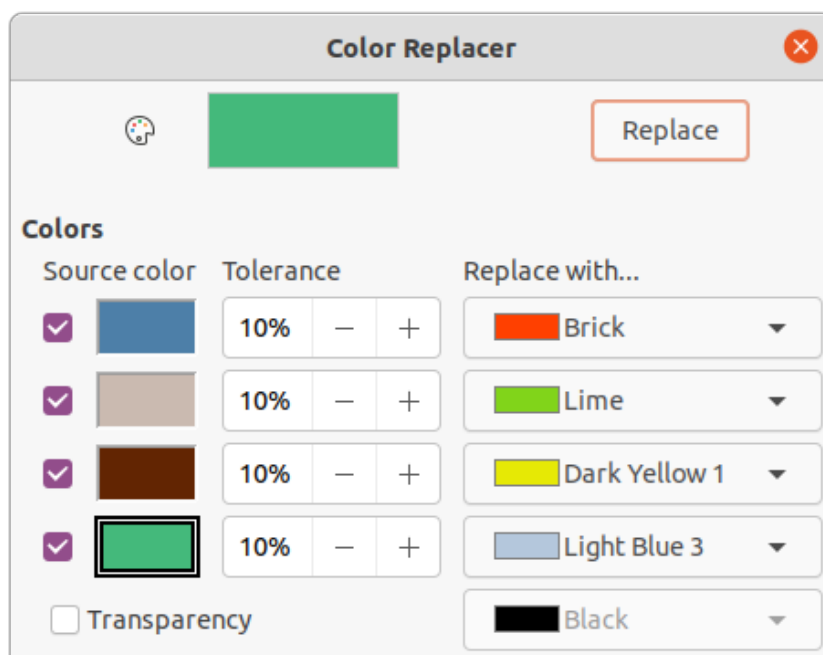 Color Replacer
Replace
Colors
Source color Tolerance Replace with...
10% − + Brick
10% − + Lime
10% − + Dark Yellow 1
10% − + Light Blue 3
Transparency Black